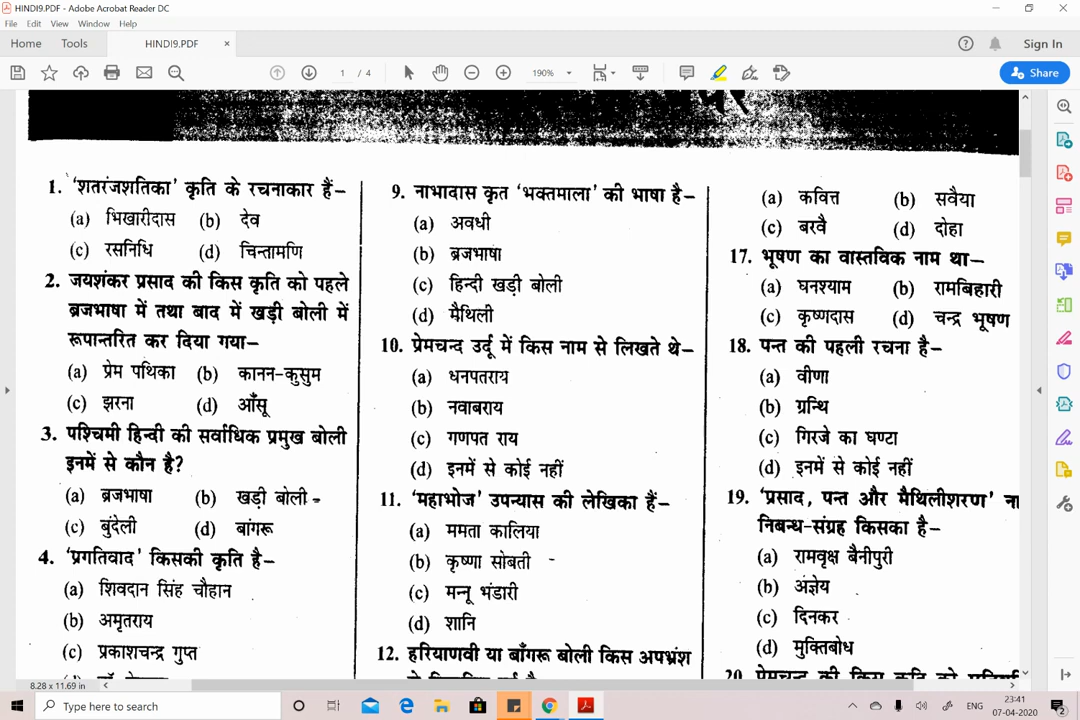 HINDI9.PDF - Adobe Acrobat Reader DC
File Edit View Window Help
Home Tools HINDI9.PDF × Sign In
1 / 4 190% Share
1. 'शतरंजशतिका' कृति के रचनाकार हैं–
(a) भिखारीदास (b) देव
(c) रसनिधि (d) चिन्तामणि
2. जयशंकर प्रसाद की किस कृति को पहले
ब्रजभाषा में तथा बाद में खड़ी बोली में
रूपान्तरित कर दिया गया–
(a) प्रेम पथिका (b) कानन-कुसुम
(c) झरना (d) आँसू
3. पश्चिमी हिन्दी की सर्वाधिक प्रमुख बोली
इनमें से कौन है?
(a) ब्रजभाषा (b) खड़ी बोली
(c) बुंदेली (d) बांगरू
4. 'प्रगतिवाद' किसकी कृति है–
(a) शिवदान सिंह चौहान
(b) अमृतराय
(c) प्रकाशचन्द्र गुप्त
9. नाभादास कृत 'भक्तमाला' की भाषा है–
(a) अवधी
(b) ब्रजभाषा
(c) हिन्दी खड़ी बोली
(d) मैथिली
10. प्रेमचन्द उर्दू में किस नाम से लिखते थे–
(a) धनपतराय
(b) नवाबराय
(c) गणपत राय
(d) इनमें से कोई नहीं
11. 'महाभोज' उपन्यास की लेखिका हैं–
(a) ममता कालिया
(b) कृष्णा सोबती
(c) मन्नू भंडारी
(d) शानि
12. हरियाणवी या बाँगरू बोली किस अपभ्रंश
(a) कवित्त (b) सवैया
(c) बरवै (d) दोहा
17. भूषण का वास्तविक नाम था–
(a) घनश्याम (b) रामबिहारी
(c) कृष्णदास (d) चन्द्र भूषण
18. पन्त की पहली रचना है–
(a) वीणा
(b) ग्रन्थि
(c) गिरजे का घण्टा
(d) इनमें से कोई नहीं
19. 'प्रसाद, पन्त और मैथिलीशरण' ना
निबन्ध-संग्रह किसका है–
(a) रामवृक्ष बैनीपुरी
(b) अज्ञेय
(c) दिनकर
(d) मुक्तिबोध
20. प्रेमचन्द की किस कृति को
8.28 x 11.69 in
Type here to search ENG 23:41
07-04-2020 2